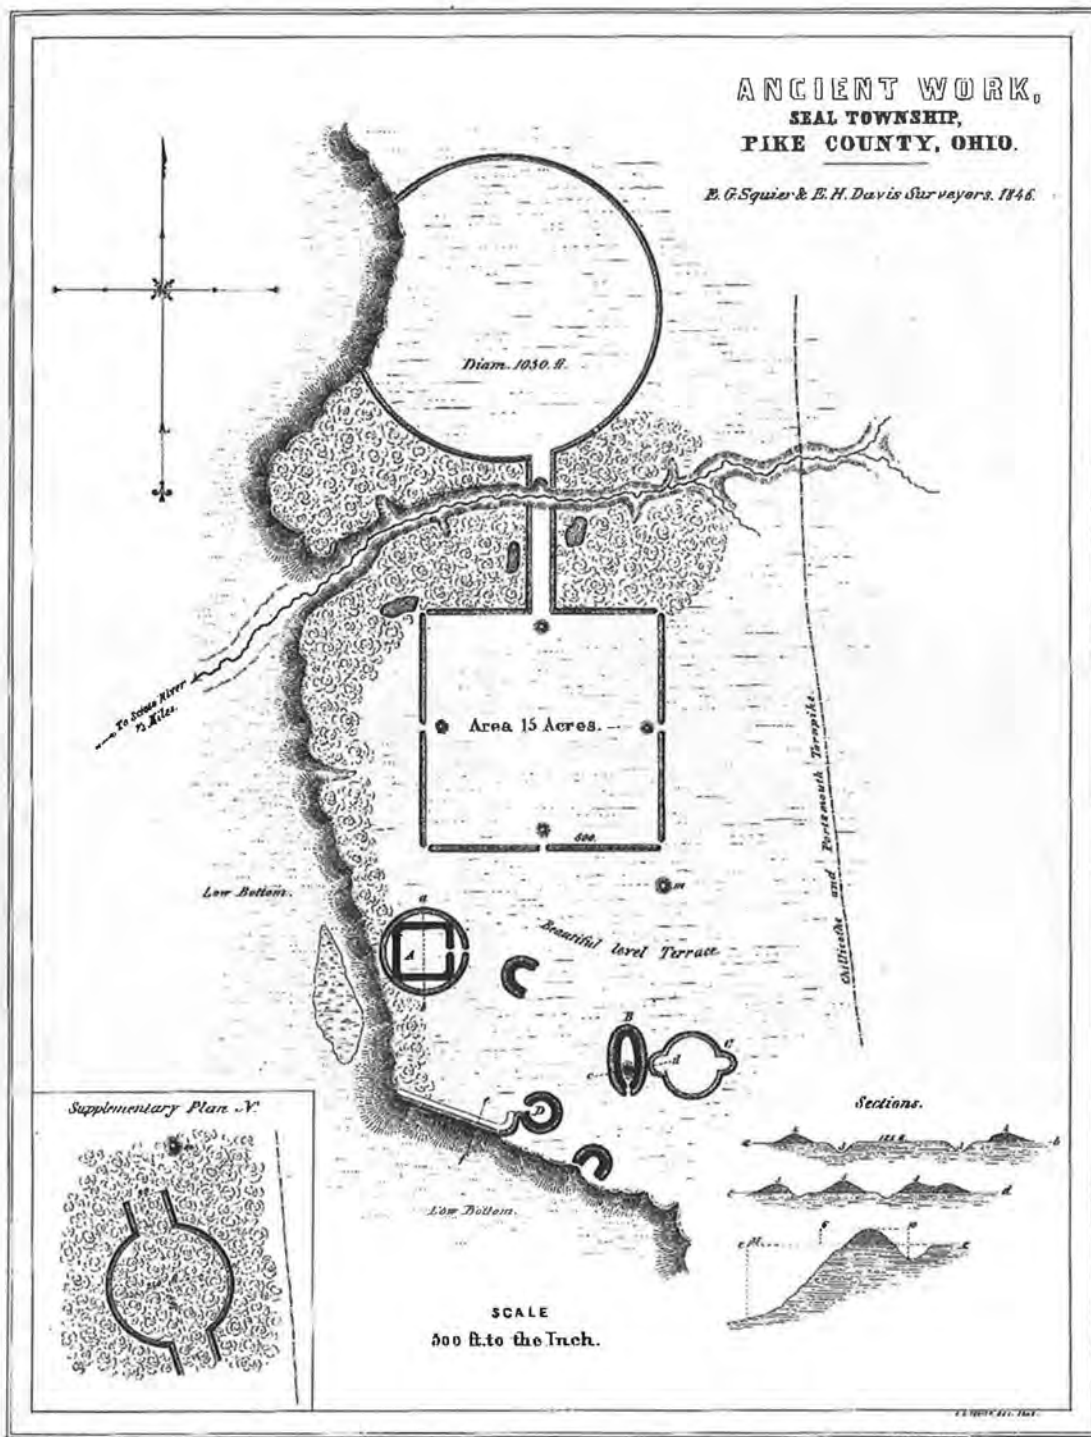 ANCIENT WORK,
SEAL TOWNSHIP,
PIKE COUNTY, OHIO.
E. G. Squier & E. H. Davis Surveyors. 1846.
Diam. 1050. ft.
To Scioto River
Miles.
Area 15 Acres.
800.
m
Chillicothe and Portsmouth Turnpike.
Low Bottom.
a
A
b
Beautiful level Terrace
B
C
c
d
D
f
Low Bottom.
Supplementary Plan N.
Sections.
a
b
c
d
SCALE
500 ft. to the Inch.